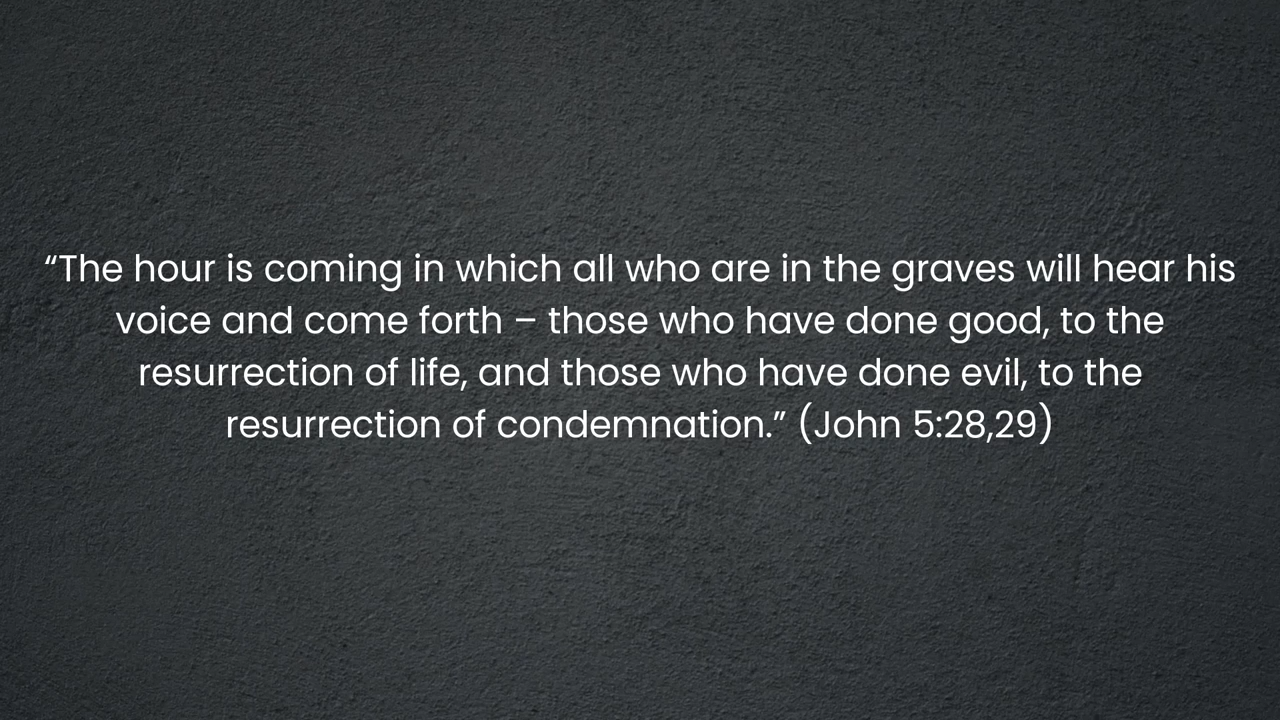 “The hour is coming in which all who are in the graves will hear his
voice and come forth – those who have done good, to the
resurrection of life, and those who have done evil, to the
resurrection of condemnation.” (John 5:28,29)